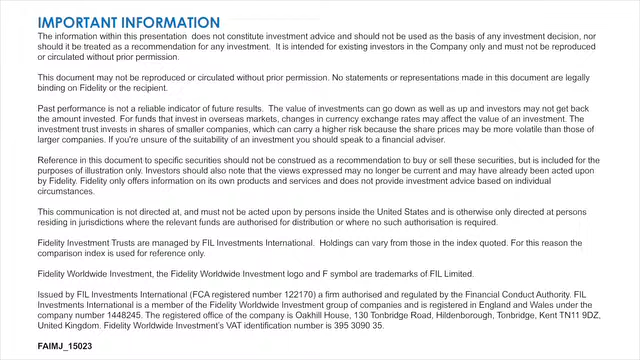 IMPORTANT INFORMATION
The information within this presentation does not constitute investment advice and should not be used as the basis of any investment decision, nor
should it be treated as a recommendation for any investment. It is intended for existing investors in the Company only and must not be reproduced
or circulated without prior permission.
This document may not be reproduced or circulated without prior permission. No statements or representations made in this document are legally
binding on Fidelity or the recipient.
Past performance is not a reliable indicator of future results. The value of investments can go down as well as up and investors may not get back
the amount invested. For funds that invest in overseas markets, changes in currency exchange rates may affect the value of an investment. The
investment trust invests in shares of smaller companies, which can carry a higher risk because the share prices may be more volatile than those of
larger companies. If you're unsure of the suitability of an investment you should speak to a financial adviser.
Reference in this document to specific securities should not be construed as a recommendation to buy or sell these securities, but is included for the
purposes of illustration only. Investors should also note that the views expressed may no longer be current and may have already been acted upon
by Fidelity. Fidelity only offers information on its own products and services and does not provide investment advice based on individual
circumstances.
This communication is not directed at, and must not be acted upon by persons inside the United States and is otherwise only directed at persons
residing in jurisdictions where the relevant funds are authorised for distribution or where no such authorisation is required.
Fidelity Investment Trusts are managed by FIL Investments International. Holdings can vary from those in the index quoted. For this reason the
comparison index is used for reference only.
Fidelity Worldwide Investment, the Fidelity Worldwide Investment logo and F symbol are trademarks of FIL Limited.
Issued by FIL Investments International (FCA registered number 122170) a firm authorised and regulated by the Financial Conduct Authority. FIL
Investments International is a member of the Fidelity Worldwide Investment group of companies and is registered in England and Wales under the
company number 1448245. The registered office of the company is Oakhill House, 130 Tonbridge Road, Hildenborough, Tonbridge, Kent TN11 9DZ,
United Kingdom. Fidelity Worldwide Investment's VAT identification number is 395 3090 35.
FAIMJ_15023